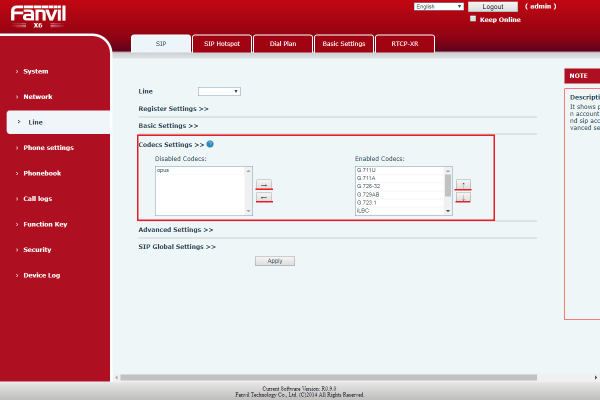 Fanvil
X6
English
Logout
( admin )
Keep Online
SIP
SIP Hotspot
Dial Plan
Basic Settings
RTCP-XR
› System
› Network
› Line
› Phone settings
› Phonebook
› Call logs
› Function Key
› Security
› Device Log
Line
Register Settings >>
Basic Settings >>
Codecs Settings >>
Disabled Codecs:
opus
→
←
Enabled Codecs:
G.711U
G.711A
G.726-32
G.729AB
G.723.1
iLBC
↑
↓
Advanced Settings >>
SIP Global Settings >>
Apply
NOTE
Descripti
It shows p
n account
nd sip acc
vanced se
Current Software Version: R0.9.0
Fanvil Technology Co., Ltd. (C)2014 All Rights Reserved.